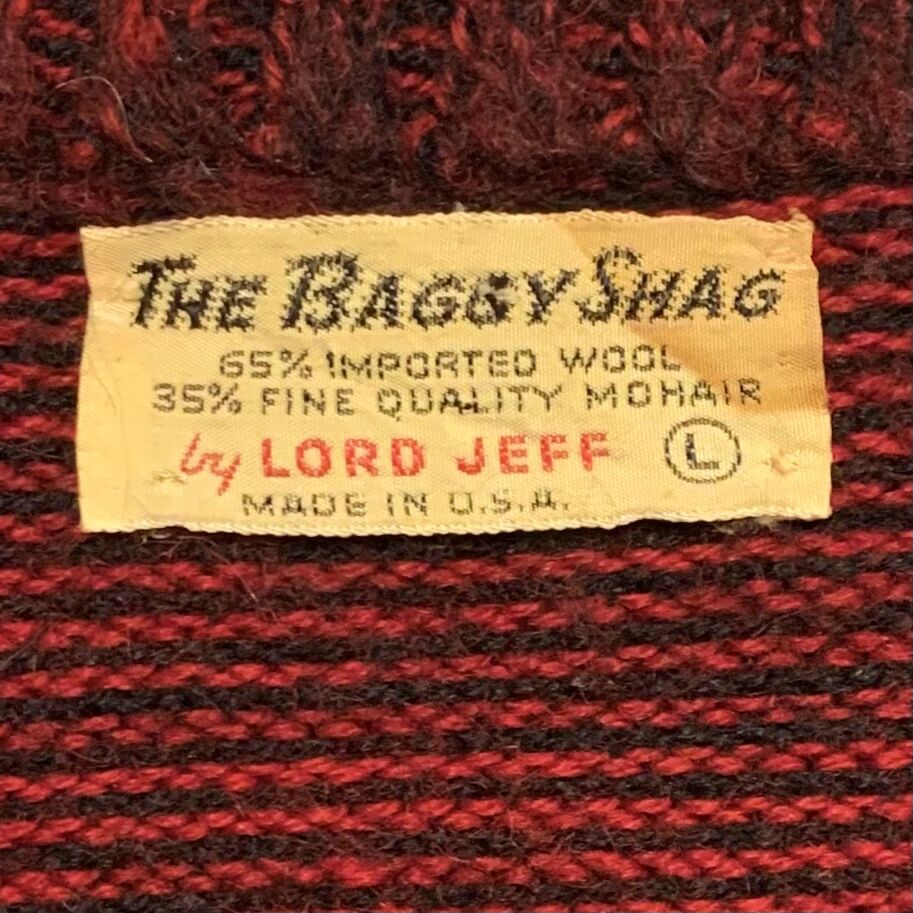 THE BAGGY SHAG
65% IMPORTED WOOL
35% FINE QUALITY MOHAIR
by LORD JEFF L
MADE IN U.S.A.